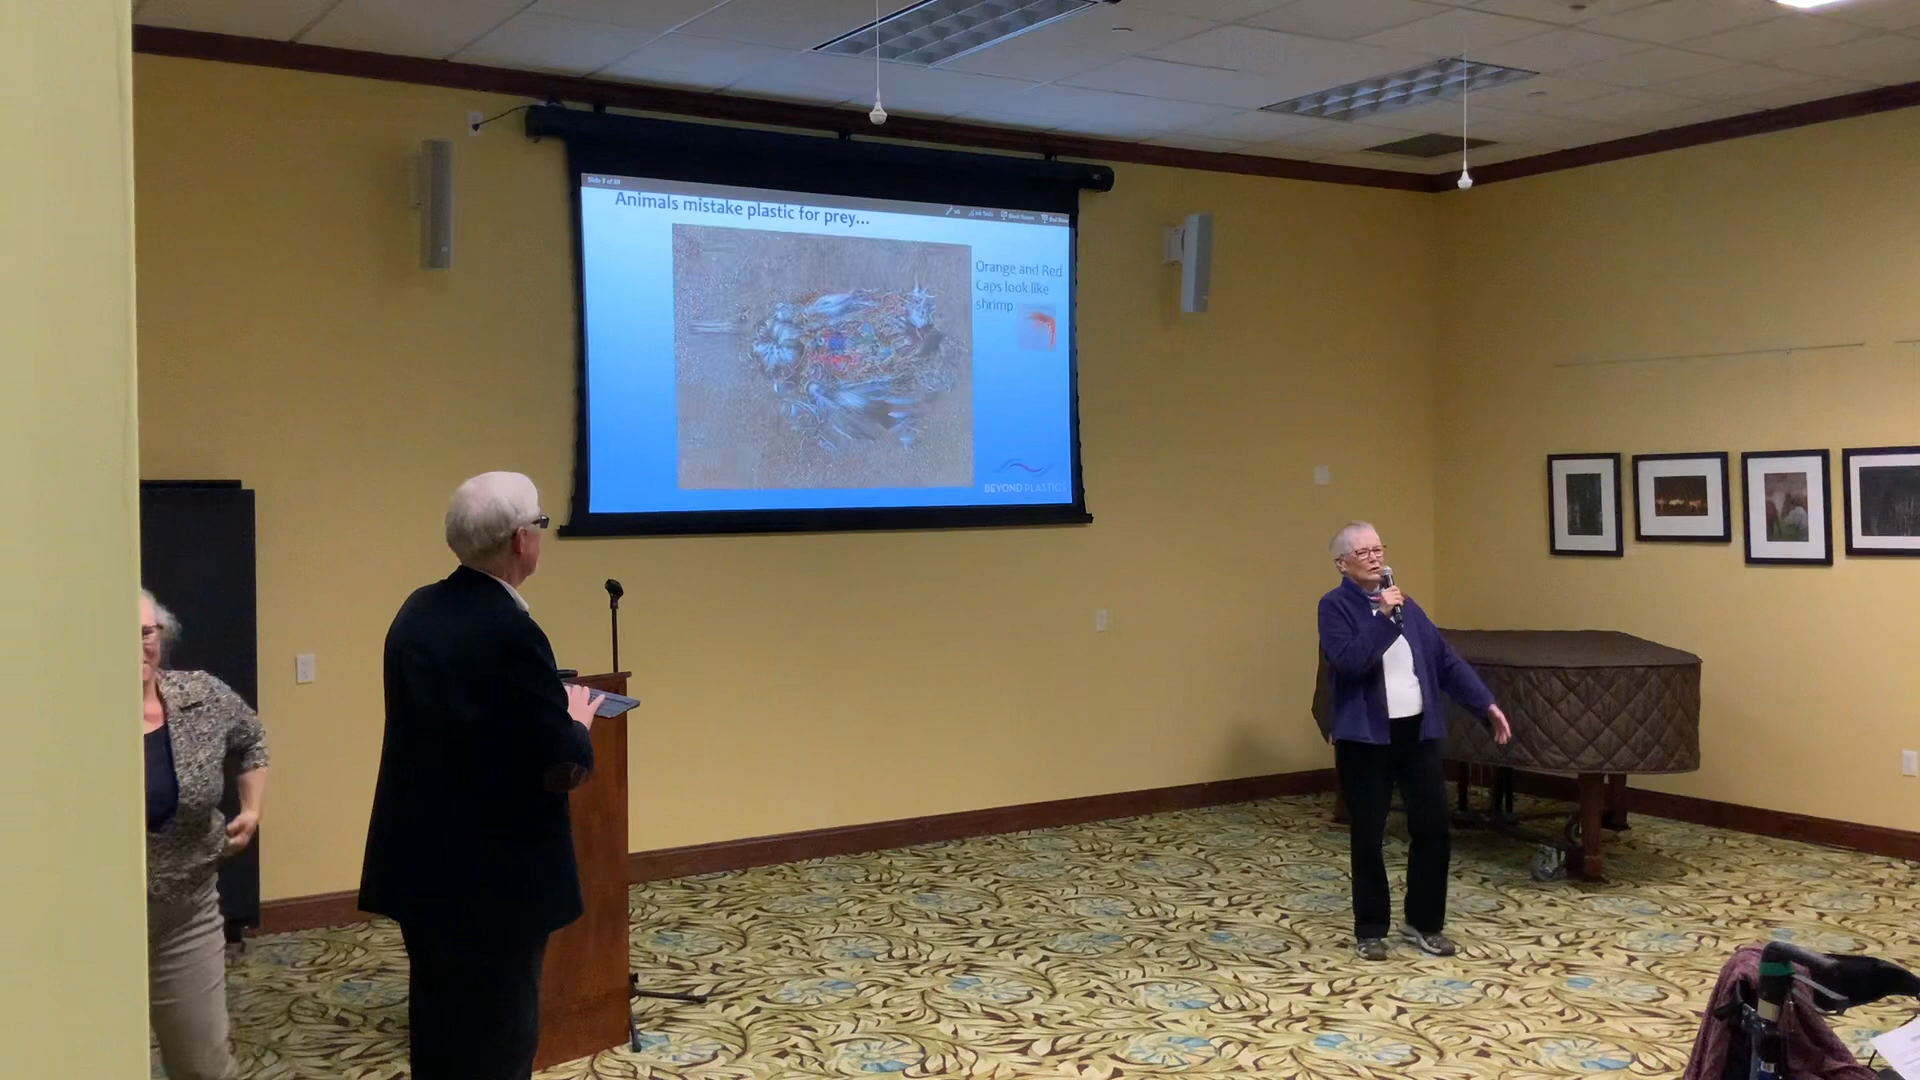 Animals mistake plastic for prey...
Orange and Red
Caps look like
shrimp
BEYOND PLASTICS